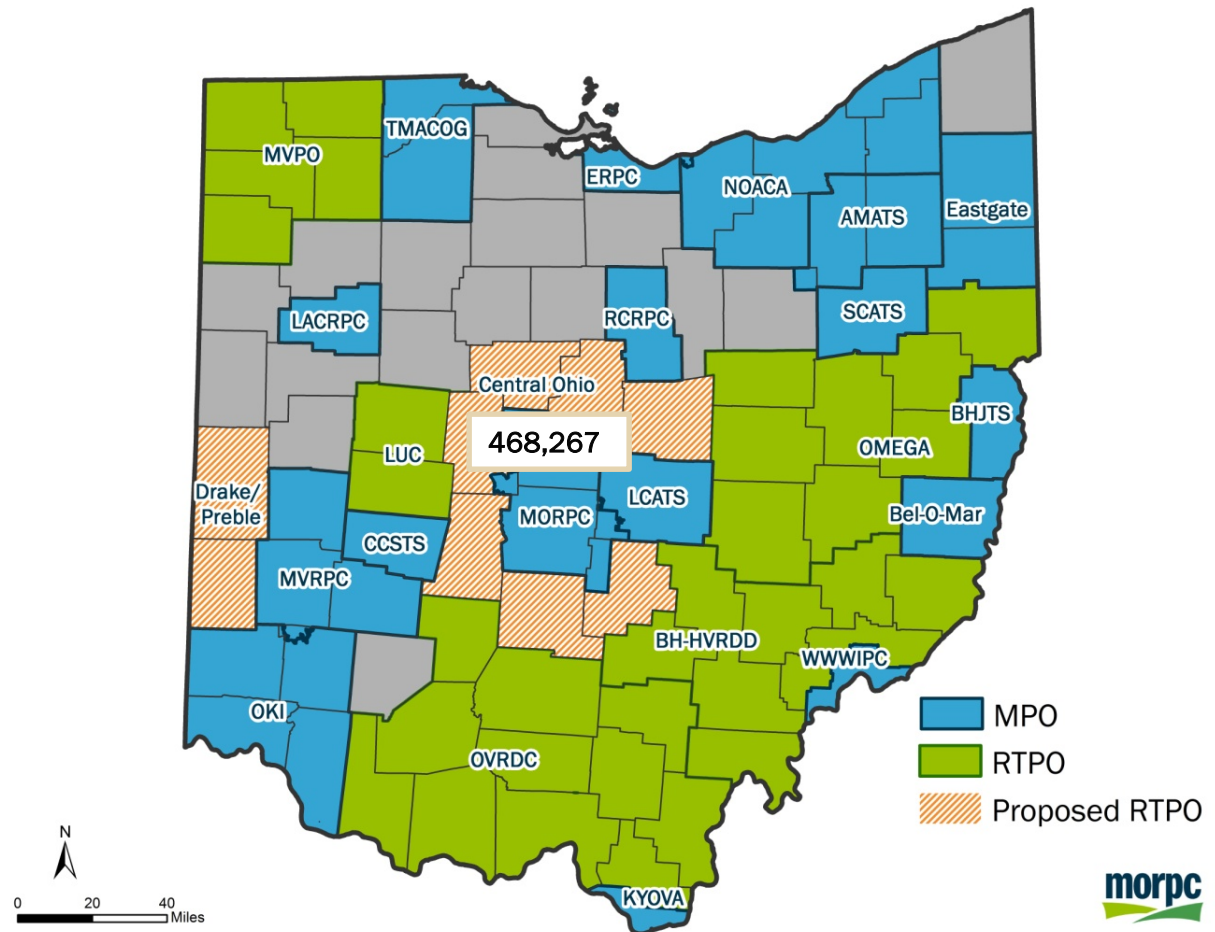 TMACOG
MVPO
ERPC
NOACA
AMATS
Eastgate
LACRPC
RCRPC
SCATS
Central Ohio
BHJTS
468,267
LUC
OMEGA
Drake/
Preble
LCATS
MORPC
Bel-O-Mar
CCSTS
MVRPC
BH-HVRDD
WWWIPC
OKI
OVRDC
KYOVA
MPO
RTPO
Proposed RTPO
N
0 20 40
Miles
morpc